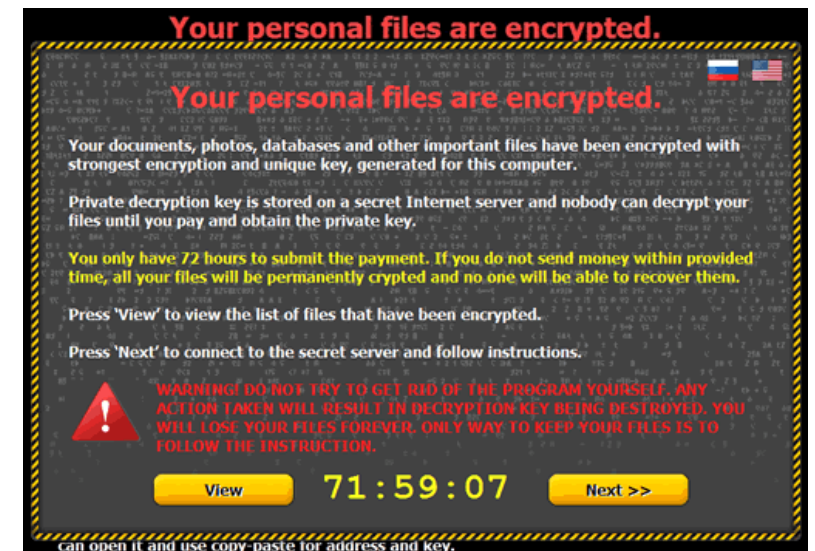 Your personal files are encrypted.
Your personal files are encrypted.
Your documents, photos, databases and other important files have been encrypted with
strongest encryption and unique key, generated for this computer.
Private decryption key is stored on a secret Internet server and nobody can decrypt your
files until you pay and obtain the private key.
You only have 72 hours to submit the payment. If you do not send money within provided
time, all your files will be permanently crypted and no one will be able to recover them.
Press 'View' to view the list of files that have been encrypted.
Press 'Next' to connect to the secret server and follow instructions.
WARNING! DO NOT TRY TO GET RID OF THE PROGRAM YOURSELF. ANY
ACTION TAKEN WILL RESULT IN DECRYPTION KEY BEING DESTROYED. YOU
WILL LOSE YOUR FILES FOREVER. ONLY WAY TO KEEP YOUR FILES IS TO
FOLLOW THE INSTRUCTION.
View
71:59:07
Next >>
can open it and use copy-paste for address and key.